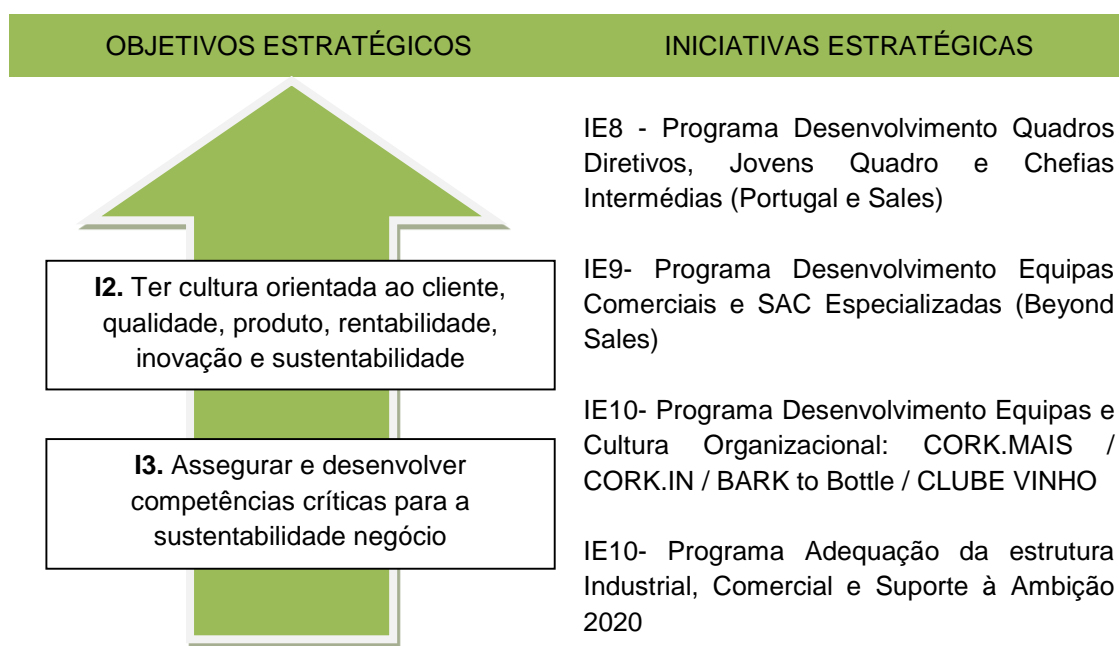 OBJETIVOS ESTRATÉGICOS
INICIATIVAS ESTRATÉGICAS
I2. Ter cultura orientada ao cliente,
qualidade, produto, rentabilidade,
inovação e sustentabilidade
I3. Assegurar e desenvolver
competências críticas para a
sustentabilidade negócio
IE8 - Programa Desenvolvimento Quadros
Diretivos, Jovens Quadro e Chefias
Intermédias (Portugal e Sales)
IE9- Programa Desenvolvimento Equipas
Comerciais e SAC Especializadas (Beyond
Sales)
IE10- Programa Desenvolvimento Equipas e
Cultura Organizacional: CORK.MAIS /
CORK.IN / BARK to Bottle / CLUBE VINHO
IE10- Programa Adequação da estrutura
Industrial, Comercial e Suporte à Ambição
2020